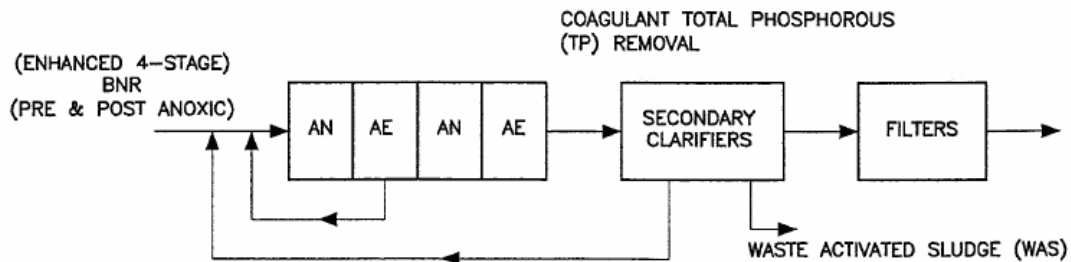 COAGULANT TOTAL PHOSPHOROUS
(TP) REMOVAL
(ENHANCED 4-STAGE)
BNR
(PRE & POST ANOXIC)
AN
AE
AN
AE
SECONDARY
CLARIFIERS
FILTERS
WASTE ACTIVATED SLUDGE (WAS)